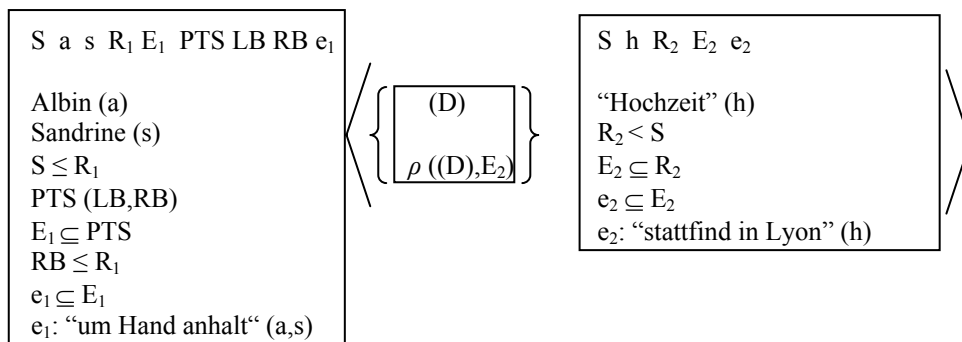 S a s R₁ E₁ PTS LB RB e₁
Albin (a)
Sandrine (s)
S ≤ R₁
PTS (LB,RB)
E₁ ⊆ PTS
RB ≤ R₁
e₁ ⊆ E₁
e₁: “um Hand anhalt“ (a,s)
(D)
ρ ((D),E₂)
S h R₂ E₂ e₂
“Hochzeit” (h)
R₂ < S
E₂ ⊆ R₂
e₂ ⊆ E₂
e₂: “stattfind in Lyon” (h)